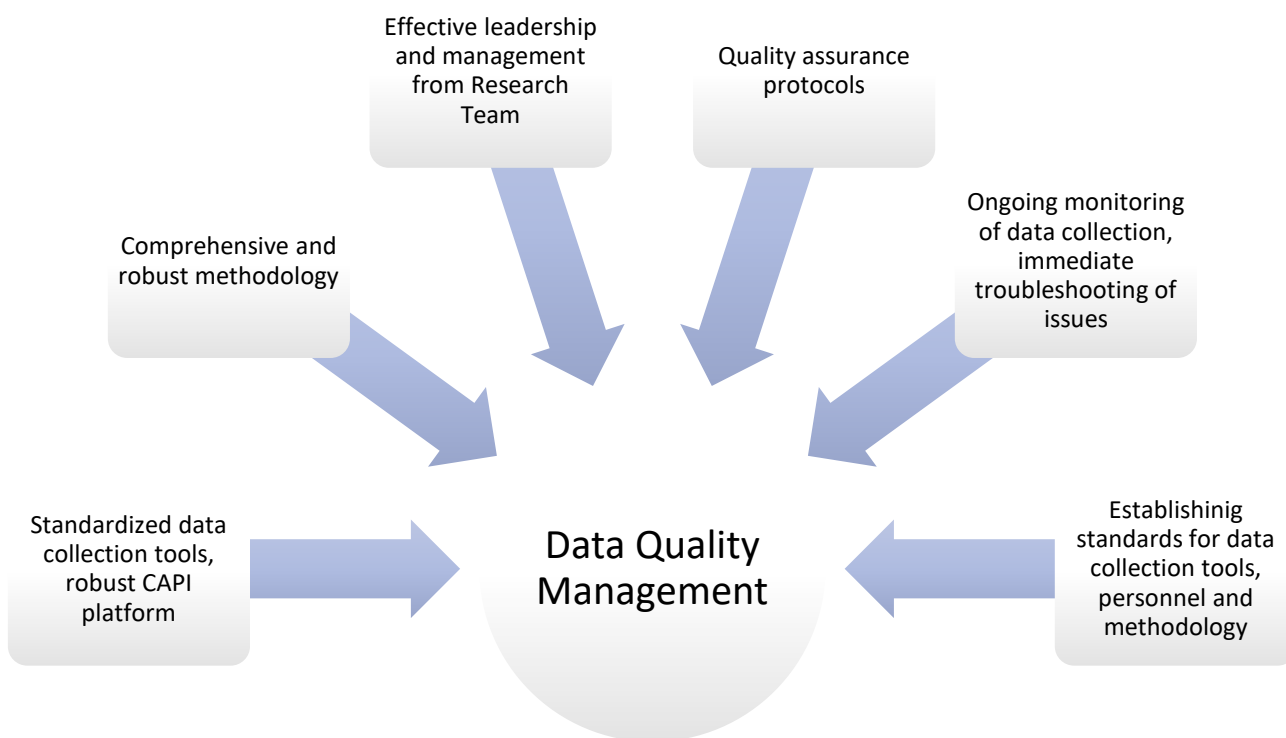 Effective leadership
and management
from Research
Team
Quality assurance
protocols
Comprehensive and
robust methodology
Ongoing monitoring
of data collection,
immediate
troubleshooting of
issues
Standardized data
collection tools,
robust CAPI
platform
Data Quality
Management
Establishinig
standards for data
collection tools,
personnel and
methodology